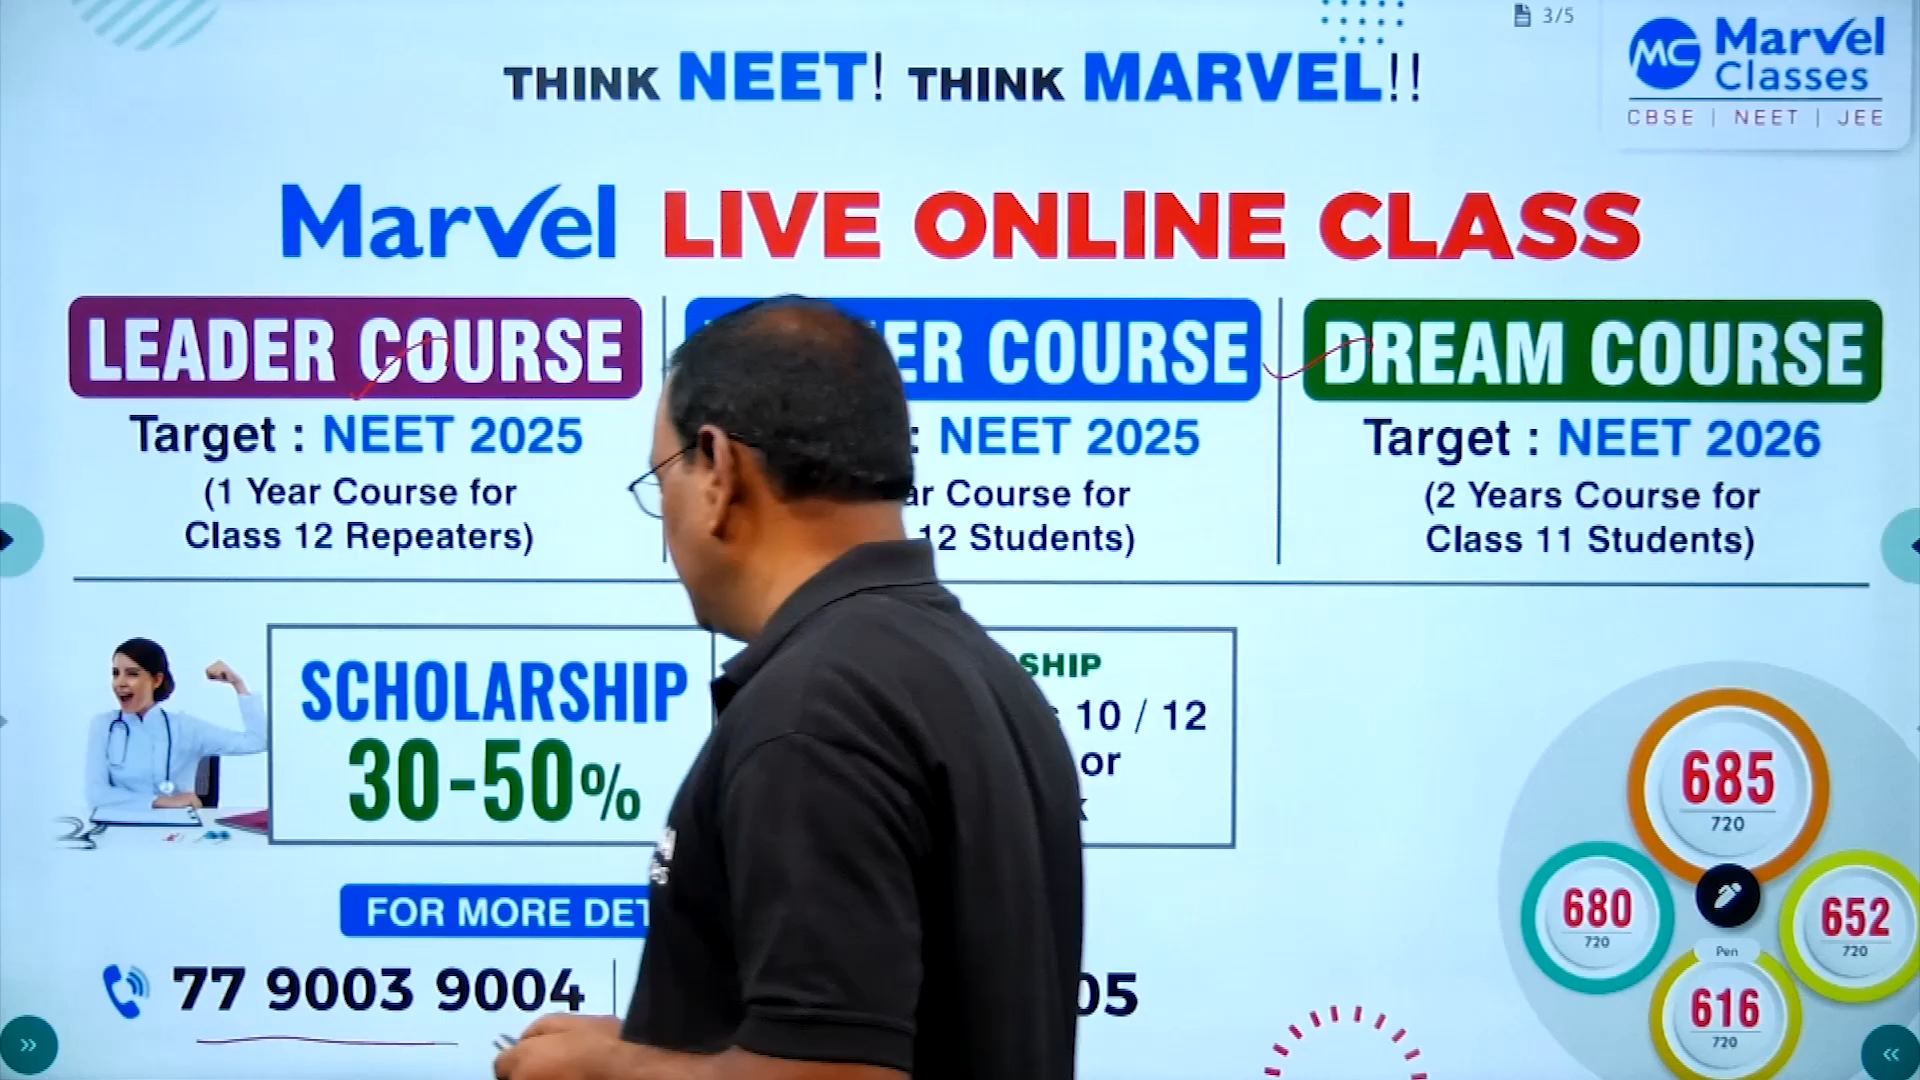 3/5
THINK NEET! THINK MARVEL!!
MC Marvel Classes
CBSE | NEET | JEE
Marvel LIVE ONLINE CLASS
LEADER COURSE
Target : NEET 2025
(1 Year Course for
Class 12 Repeaters)
ER COURSE
: NEET 2025
ar Course for
12 Students)
DREAM COURSE
Target : NEET 2026
(2 Years Course for
Class 11 Students)
SCHOLARSHIP
30-50%
SHIP
10 / 12
or
685
720
680
720
652
720
Pen
616
720
FOR MORE DET
77 9003 9004
05